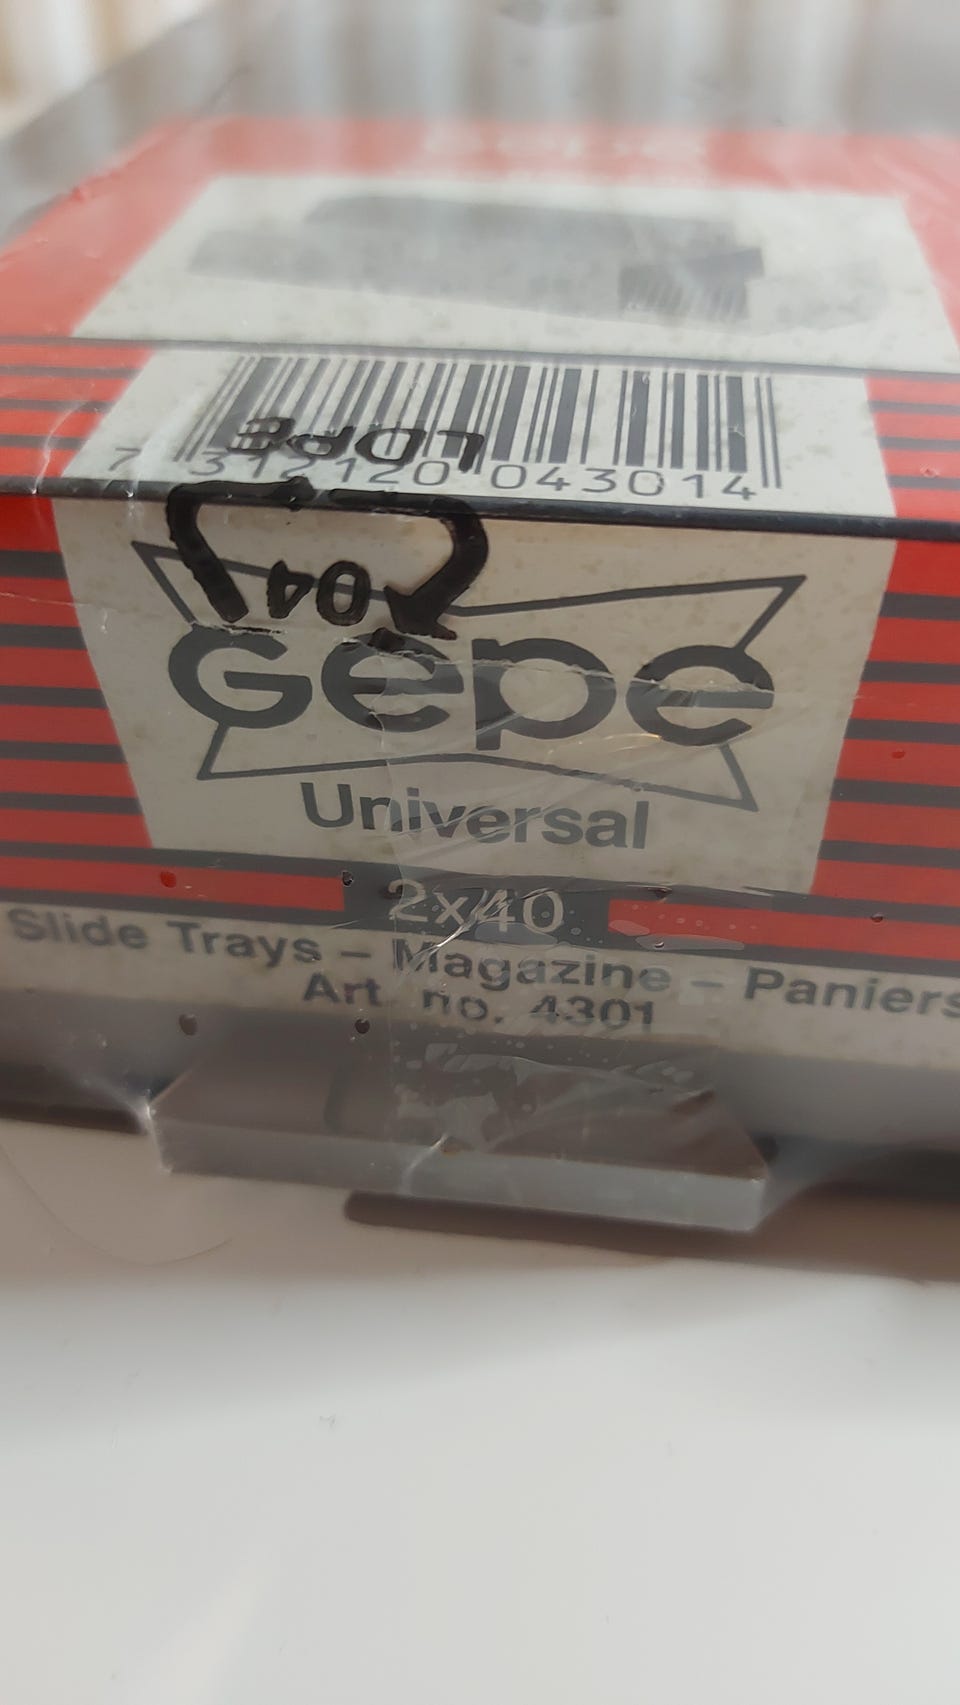 LDPE
7 312120 043014
04
Gepe
Universal
2x40
Slide Trays – Magazine – Paniers
Art. no. 4301